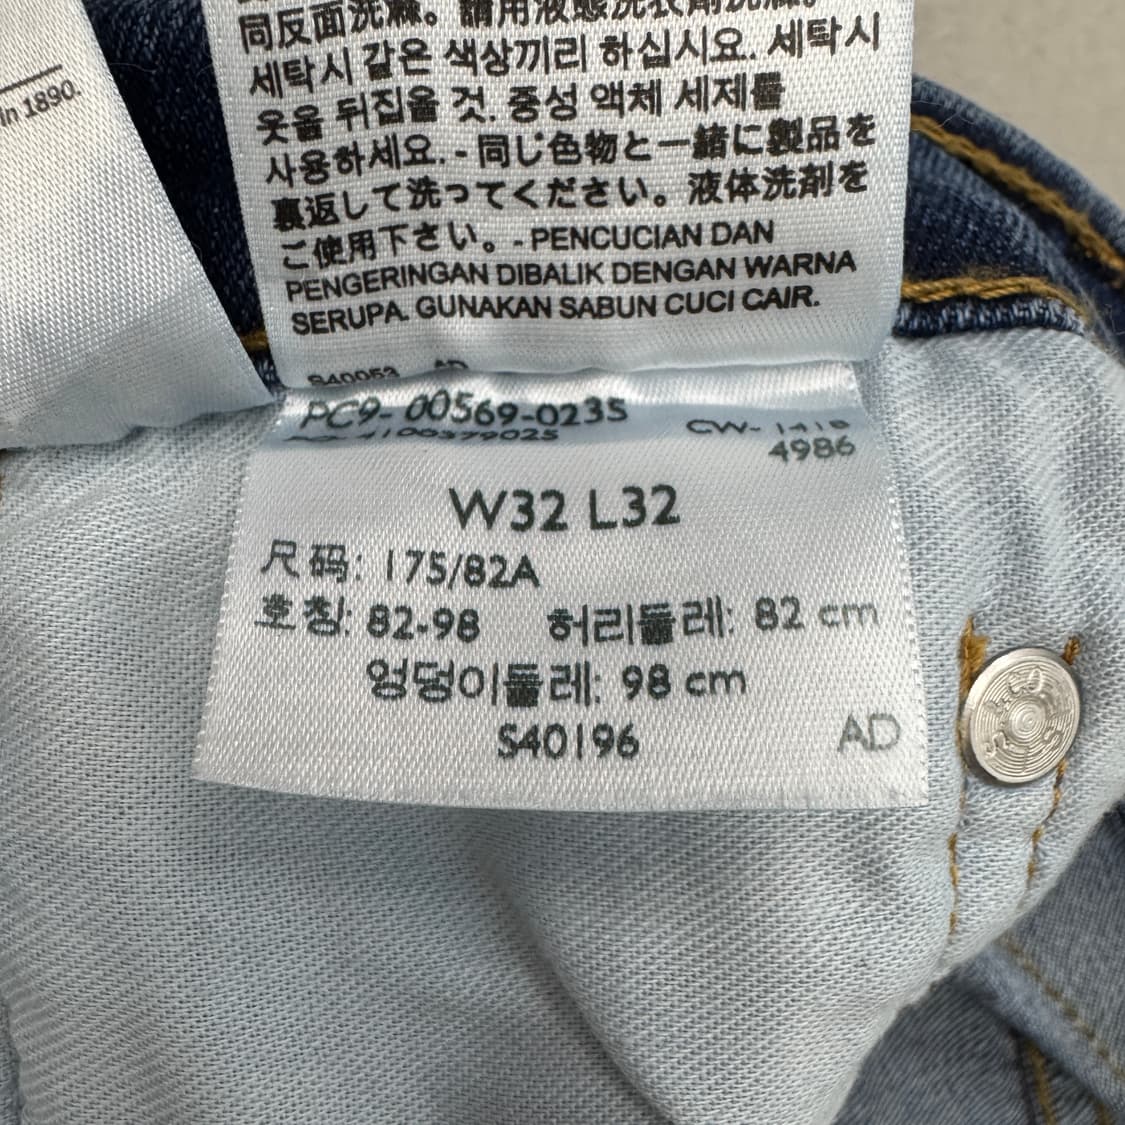 in 1890.
同反面洗滌。請用液態洗衣劑洗滌。
세탁시 같은 색상끼리 하십시요. 세탁시
옷을 뒤집을 것. 중성 액체 세제를
사용하세요. - 同じ色物と一緒に製品を
裏返して洗ってください。液体洗剤を
ご使用下さい。- PENCUCIAN DAN
PENGERINGAN DIBALIK DENGAN WARNA
SERUPA. GUNAKAN SABUN CUCI CAIR.
S40053 AD
PC9- 00569-0235
4100379025 CW- 1418
4986
W32 L32
尺码: 175/82A
호칭: 82-98 허리둘레: 82 cm
엉덩이둘레: 98 cm
S40196 AD